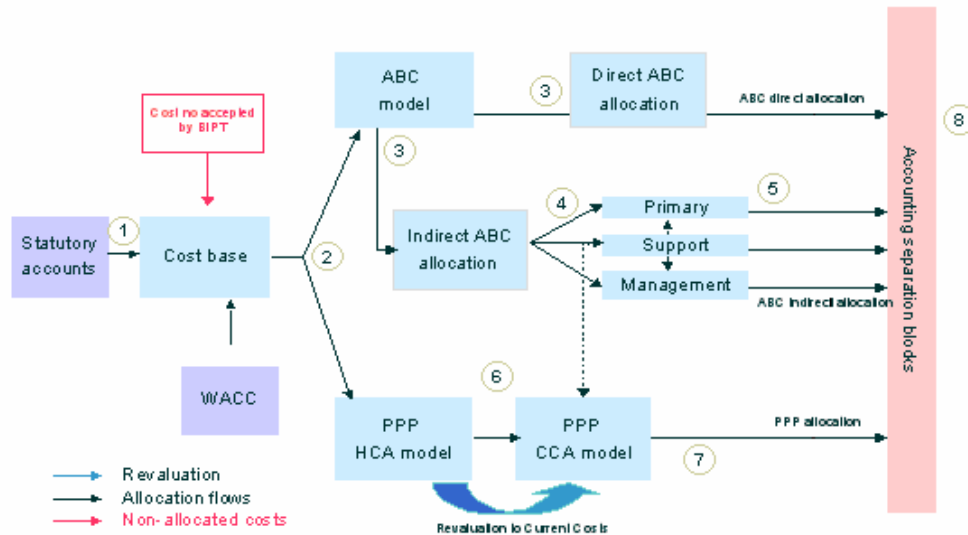 ABC
model
3
Direct ABC
allocation
ABC direct allocation
8
Cost no accepted
by BIPT
3
Statutory
accounts
1
Cost base
2
Indirect ABC
allocation
4
Primary
5
Support
Management
ABC indirect allocation
Accounting separation blocks
WACC
6
PPP
HCA model
PPP
CCA model
PPP allocation
7
Revaluation
Allocation flows
Non-allocated costs
Revaluation to Current Costs